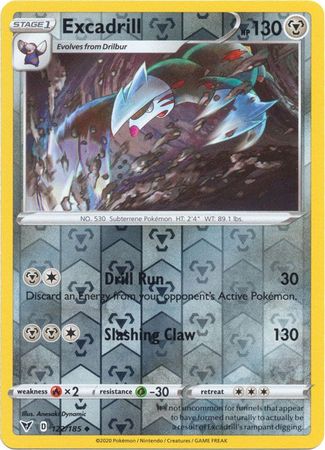 STAGE 1
Excadrill
HP 130
Evolves from Drilbur
NO. 530 Subterrene Pokémon HT: 2'4" WT: 89.1 lbs.
Drill Run 30
Discard an Energy from your opponent's Active Pokémon.
Slashing Claw 130
weakness ×2 resistance -30 retreat
Illus. Anesaki Dynamic
D 122/185
It's not uncommon for tunnels that appear
to have formed naturally to actually be
a result of Excadrill's rampant digging.
©2020 Pokémon / Nintendo / Creatures / GAME FREAK